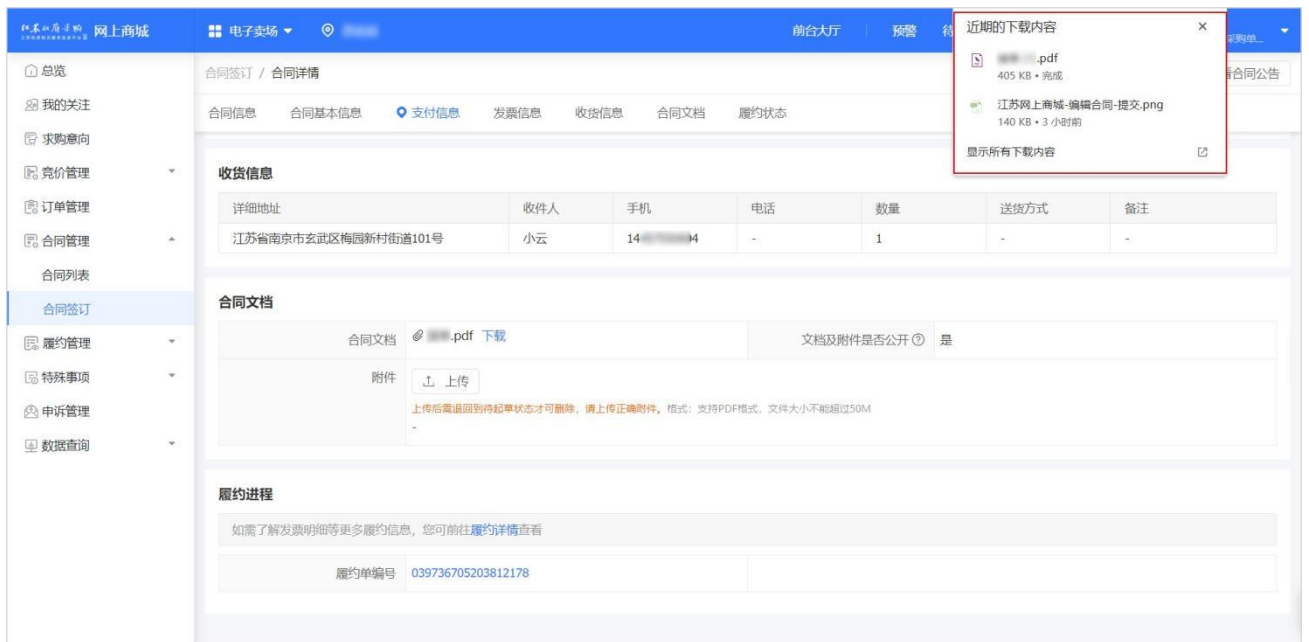 网上商城
电子卖场
前台大厅
预警
近期的下载内容
.pdf
405 KB • 完成
江苏网上商城-编辑合同-提交.png
140 KB • 3 小时前
显示所有下载内容
总览
我的关注
求购意向
竞价管理
订单管理
合同管理
合同列表
合同签订
履约管理
特殊事项
申诉管理
数据查询
合同签订 / 合同详情
合同公告
合同信息 合同基本信息 支付信息 发票信息 收货信息 合同文档 履约状态
收货信息
详细地址 收件人 手机 电话 数量 送货方式 备注
江苏省南京市玄武区梅园新村街道101号 小云 14 4 - 1 - -
合同文档
合同文档 .pdf 下载 文档及附件是否公开 是
附件 上传
上传后需退回到待起草状态才可删除，请上传正确附件。格式：支持PDF格式，文件大小不能超过50M
-
履约进程
如需了解发票明细等更多履约信息，您可前往履约详情查看
履约单编号 039736705203812178